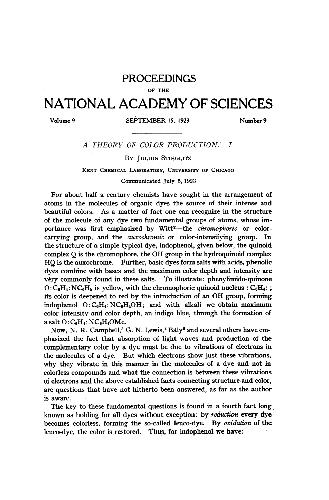 PROCEEDINGS
OF THE
NATIONAL ACADEMY OF SCIENCES
Volume 9 SEPTEMBER 15, 1923 Number 9
A THEORY OF COLOR PRODUCTION. I
By Julius Stieglitz
Kent Chemical Laboratory, University of Chicago
Communicated July 6, 1923
For about half a century chemists have sought in the arrangement of
atoms in the molecules of organic dyes the source of their intense and
beautiful colors. As a matter of fact one can recognize in the structure
of the molecule of any dye two fundamental groups of atoms, whose im-
portance was first emphasized by Witt—the chromophores or color-
carrying group, and the auxochromic or color-intensifying group. In
the structure of a simple typical dye, indophenol, given below, the quinoid
complex Q is the chromophore, the OH group in the hydroquinoid complex
HQ is the auxochrome. Further, basic dyes form salts with acids, phenolic
dyes combine with bases and the maximum color depth and intensity are
very commonly found in these salts. To illustrate: phenylimido-quinone
O:C₆H₄:NC₆H₅ is yellow, with the chromophoric quinoid nucleus :C₆H₄: ;
its color is deepened to red by the introduction of an OH group, forming
indophenol O:C₆H₄:NC₆H₄OH; and with alkali we obtain maximum
color intensity and color depth, an indigo blue, through the formation of
a salt O:C₆H₄:NC₆H₄OMe.
Now, N. R. Campbell, G. N. Lewis, Baly and several others have em-
phasized the fact that absorption of light waves and production of the
complementary color by a dye must be due to vibrations of electrons in
the molecules of a dye. But which electrons show just these vibrations,
why they vibrate in this manner in the molecules of a dye and not in
colorless compounds and what the connection is between these vibrations
of electrons and the above established facts connecting structure and color,
are questions that have not hitherto been answered, as far as the author
is aware.
The key to these fundamental questions is found in a fourth fact long
known as holding for all dyes without exception: by reduction every dye
becomes colorless, forming the so-called leuco-dye. By oxidation of the
leuco-dye, the color is restored. Thus, for indophenol we have: